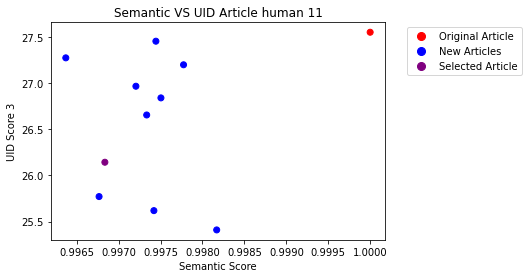 Semantic VS UID Article human 11
Original Article
New Articles
Selected Article
UID Score 3
27.5
27.0
26.5
26.0
25.5
0.9965 0.9970 0.9975 0.9980 0.9985 0.9990 0.9995 1.0000
Semantic Score